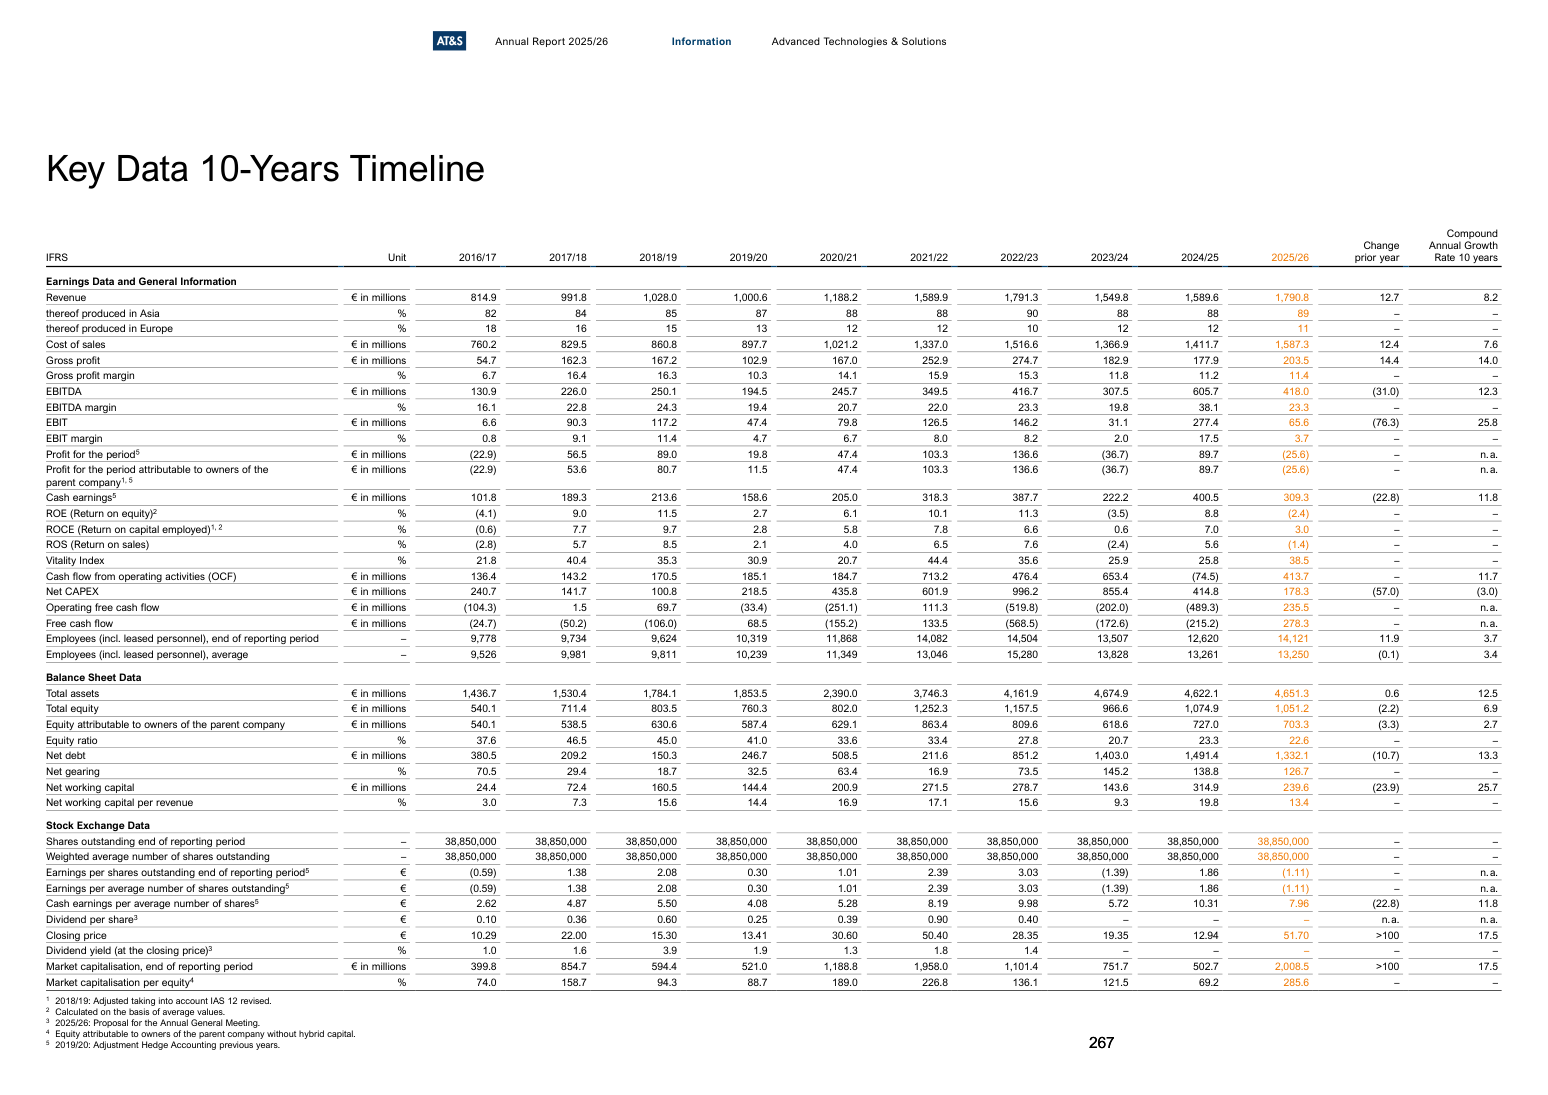 AT&S Annual Report 2025/26 Information Advanced Technologies & Solutions
Key Data 10-Years Timeline
Compound
Change Annual Growth
IFRS Unit 2016/17 2017/18 2018/19 2019/20 2020/21 2021/22 2022/23 2023/24 2024/25 2025/26 prior year Rate 10 years
Earnings Data and General Information
Revenue € in millions 814.9 991.8 1,028.0 1,000.6 1,188.2 1,589.9 1,791.3 1,549.8 1,589.6 1,790.8 12.7 8.2
thereof produced in Asia % 82 84 85 87 88 88 90 88 88 89 – –
thereof produced in Europe % 18 16 15 13 12 12 10 12 12 11 – –
Cost of sales € in millions 760.2 829.5 860.8 897.7 1,021.2 1,337.0 1,516.6 1,366.9 1,411.7 1,587.3 12.4 7.6
Gross profit € in millions 54.7 162.3 167.2 102.9 167.0 252.9 274.7 182.9 177.9 203.5 14.4 14.0
Gross profit margin % 6.7 16.4 16.3 10.3 14.1 15.9 15.3 11.8 11.2 11.4 – –
EBITDA € in millions 130.9 226.0 250.1 194.5 245.7 349.5 416.7 307.5 605.7 418.0 (31.0) 12.3
EBITDA margin % 16.1 22.8 24.3 19.4 20.7 22.0 23.3 19.8 38.1 23.3 – –
EBIT € in millions 6.6 90.3 117.2 47.4 79.8 126.5 146.2 31.1 277.4 65.6 (76.3) 25.8
EBIT margin % 0.8 9.1 11.4 4.7 6.7 8.0 8.2 2.0 17.5 3.7 – –
Profit for the period⁵ € in millions (22.9) 56.5 89.0 19.8 47.4 103.3 136.6 (36.7) 89.7 (25.6) – n.a.
Profit for the period attributable to owners of the € in millions (22.9) 53.6 80.7 11.5 47.4 103.3 136.6 (36.7) 89.7 (25.6) – n.a.
parent company¹, ⁵
Cash earnings⁵ € in millions 101.8 189.3 213.6 158.6 205.0 318.3 387.7 222.2 400.5 309.3 (22.8) 11.8
ROE (Return on equity)² % (4.1) 9.0 11.5 2.7 6.1 10.1 11.3 (3.5) 8.8 (2.4) – –
ROCE (Return on capital employed)¹, ² % (0.6) 7.7 9.7 2.8 5.8 7.8 6.6 0.6 7.0 3.0 – –
ROS (Return on sales) % (2.8) 5.7 8.5 2.1 4.0 6.5 7.6 (2.4) 5.6 (1.4) – –
Vitality Index % 21.8 40.4 35.3 30.9 20.7 44.4 35.6 25.9 25.8 38.5 – –
Cash flow from operating activities (OCF) € in millions 136.4 143.2 170.5 185.1 184.7 713.2 476.4 653.4 (74.5) 413.7 – 11.7
Net CAPEX € in millions 240.7 141.7 100.8 218.5 435.8 601.9 996.2 855.4 414.8 178.3 (57.0) (3.0)
Operating free cash flow € in millions (104.3) 1.5 69.7 (33.4) (251.1) 111.3 (519.8) (202.0) (489.3) 235.5 – n.a.
Free cash flow € in millions (24.7) (50.2) (106.0) 68.5 (155.2) 133.5 (568.5) (172.6) (215.2) 278.3 – n.a.
Employees (incl. leased personnel), end of reporting period – 9,778 9,734 9,624 10,319 11,868 14,082 14,504 13,507 12,620 14,121 11.9 3.7
Employees (incl. leased personnel), average – 9,526 9,981 9,811 10,239 11,349 13,046 15,280 13,828 13,261 13,250 (0.1) 3.4
Balance Sheet Data
Total assets € in millions 1,436.7 1,530.4 1,784.1 1,853.5 2,390.0 3,746.3 4,161.9 4,674.9 4,622.1 4,651.3 0.6 12.5
Total equity € in millions 540.1 711.4 803.5 760.3 802.0 1,252.3 1,157.5 966.6 1,074.9 1,051.2 (2.2) 6.9
Equity attributable to owners of the parent company € in millions 540.1 538.5 630.6 587.4 629.1 863.4 809.6 618.6 727.0 703.3 (3.3) 2.7
Equity ratio % 37.6 46.5 45.0 41.0 33.6 33.4 27.8 20.7 23.3 22.6 – –
Net debt € in millions 380.5 209.2 150.3 246.7 508.5 211.6 851.2 1,403.0 1,491.4 1,332.1 (10.7) 13.3
Net gearing % 70.5 29.4 18.7 32.5 63.4 16.9 73.5 145.2 138.8 126.7 – –
Net working capital € in millions 24.4 72.4 160.5 144.4 200.9 271.5 278.7 143.6 314.9 239.6 (23.9) 25.7
Net working capital per revenue % 3.0 7.3 15.6 14.4 16.9 17.1 15.6 9.3 19.8 13.4 – –
Stock Exchange Data
Shares outstanding end of reporting period – 38,850,000 38,850,000 38,850,000 38,850,000 38,850,000 38,850,000 38,850,000 38,850,000 38,850,000 38,850,000 – –
Weighted average number of shares outstanding – 38,850,000 38,850,000 38,850,000 38,850,000 38,850,000 38,850,000 38,850,000 38,850,000 38,850,000 38,850,000 – –
Earnings per shares outstanding end of reporting period⁵ € (0.59) 1.38 2.08 0.30 1.01 2.39 3.03 (1.39) 1.86 (1.11) – n.a.
Earnings per average number of shares outstanding⁵ € (0.59) 1.38 2.08 0.30 1.01 2.39 3.03 (1.39) 1.86 (1.11) – n.a.
Cash earnings per average number of shares⁵ € 2.62 4.87 5.50 4.08 5.28 8.19 9.98 5.72 10.31 7.96 (22.8) 11.8
Dividend per share³ € 0.10 0.36 0.60 0.25 0.39 0.90 0.40 – – – n.a. n.a.
Closing price € 10.29 22.00 15.30 13.41 30.60 50.40 28.35 19.35 12.94 51.70 >100 17.5
Dividend yield (at the closing price)³ % 1.0 1.6 3.9 1.9 1.3 1.8 1.4 – – – – –
Market capitalisation, end of reporting period € in millions 399.8 854.7 594.4 521.0 1,188.8 1,958.0 1,101.4 751.7 502.7 2,008.5 >100 17.5
Market capitalisation per equity⁴ % 74.0 158.7 94.3 88.7 189.0 226.8 136.1 121.5 69.2 285.6 – –
¹ 2018/19: Adjusted taking into account IAS 12 revised.
² Calculated on the basis of average values.
³ 2025/26: Proposal for the Annual General Meeting.
⁴ Equity attributable to owners of the parent company without hybrid capital.
⁵ 2019/20: Adjustment Hedge Accounting previous years.
267